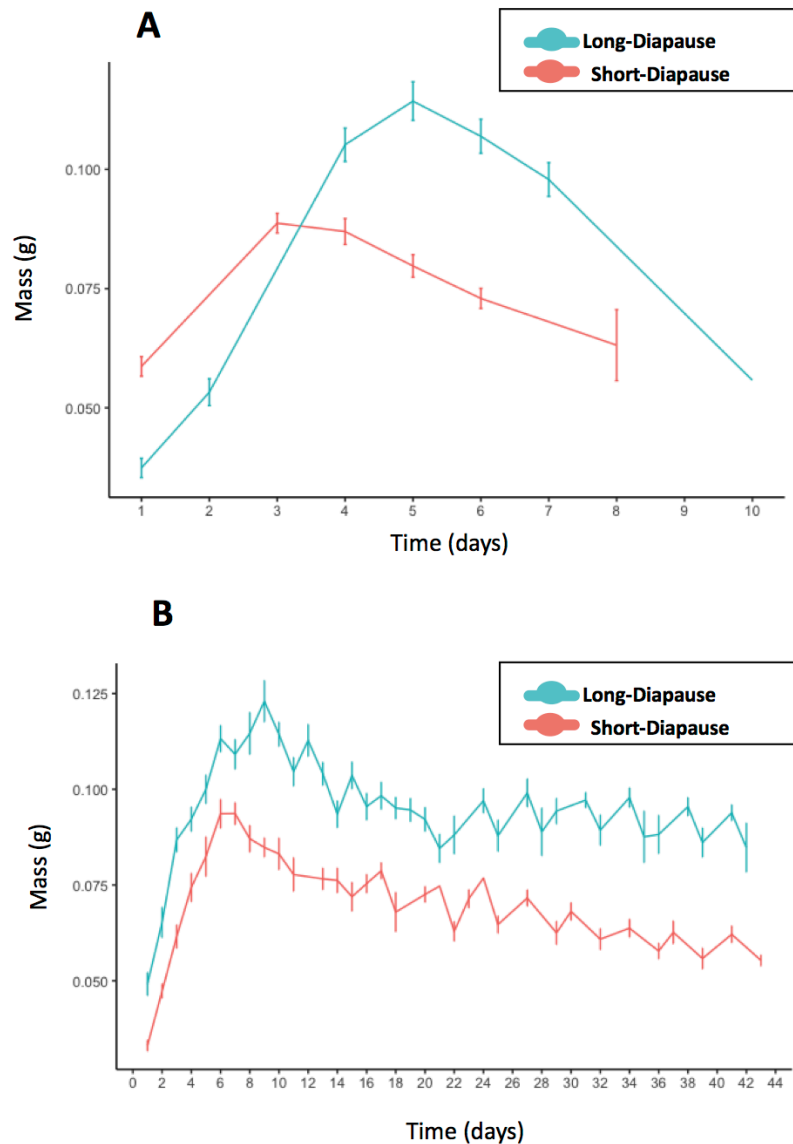 A
Long-Diapause
Short-Diapause
0.100
0.075
0.050
Mass (g)
1 2 3 4 5 6 7 8 9 10
Time (days)
B
Long-Diapause
Short-Diapause
0.125
0.100
0.075
0.050
Mass (g)
0 2 4 6 8 10 12 14 16 18 20 22 24 26 28 30 32 34 36 38 40 42 44
Time (days)